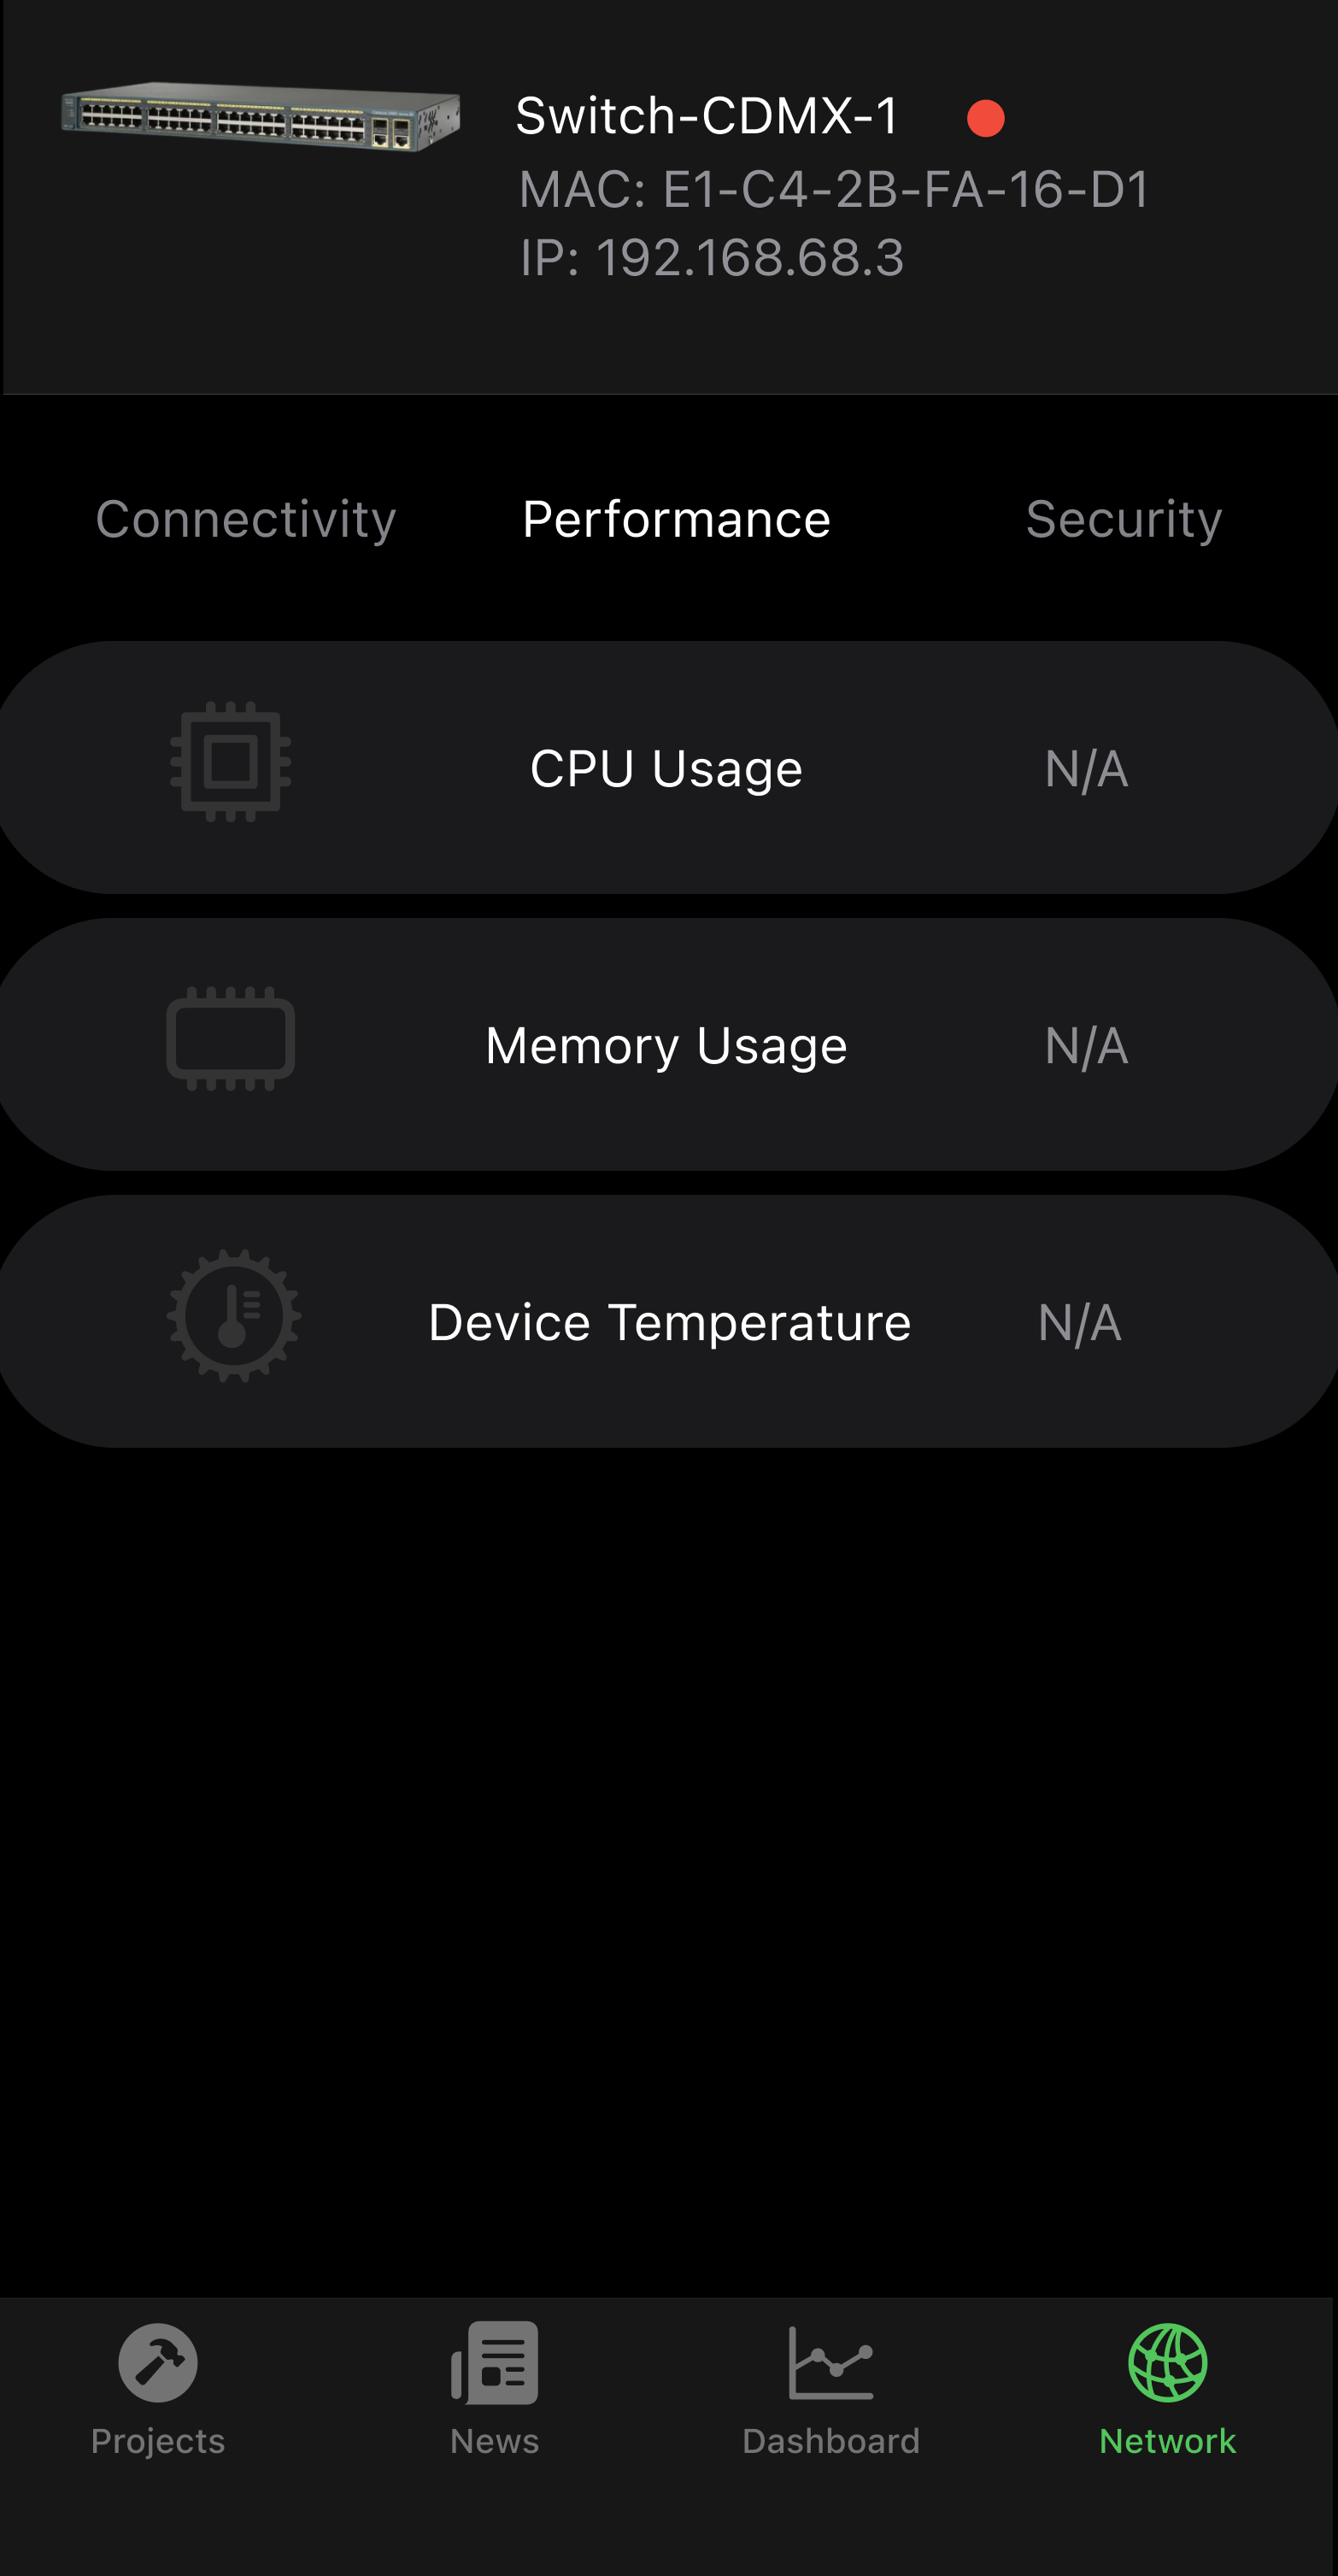 Switch-CDMX-1
MAC: E1-C4-2B-FA-16-D1
IP: 192.168.68.3
Connectivity Performance Security
CPU Usage N/A
Memory Usage N/A
Device Temperature N/A
Projects News Dashboard Network